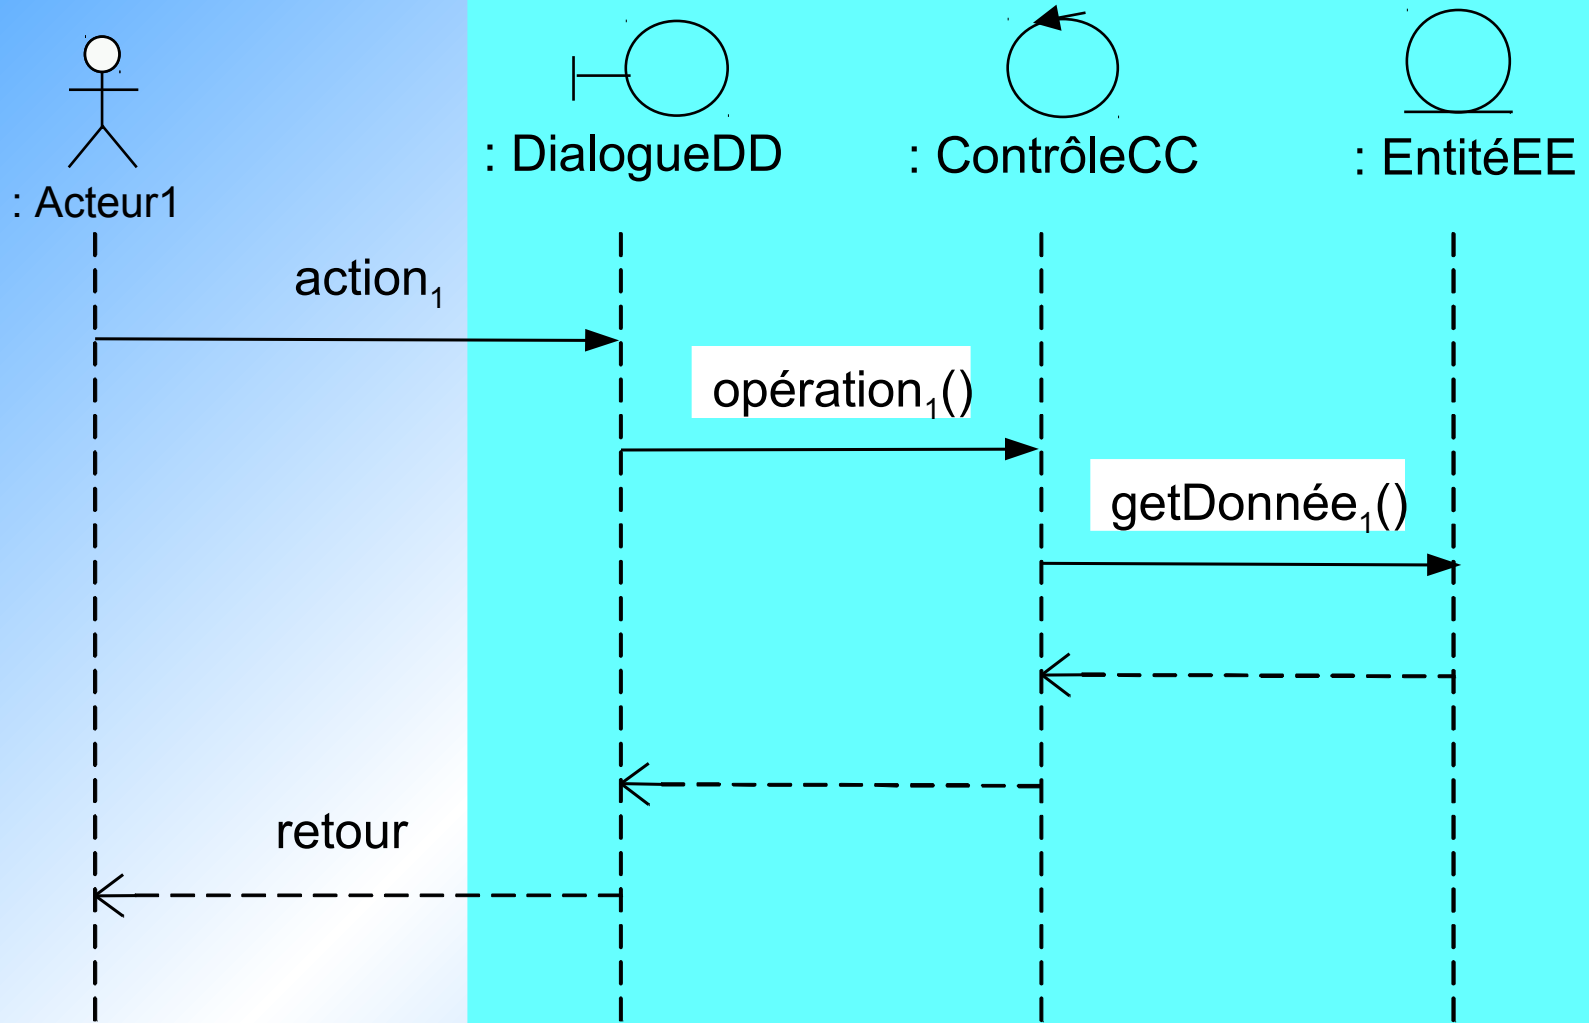 : DialogueDD
: ContrôleCC
: EntitéEE
: Acteur1
action₁
opération₁()
getDonnée₁()
retour